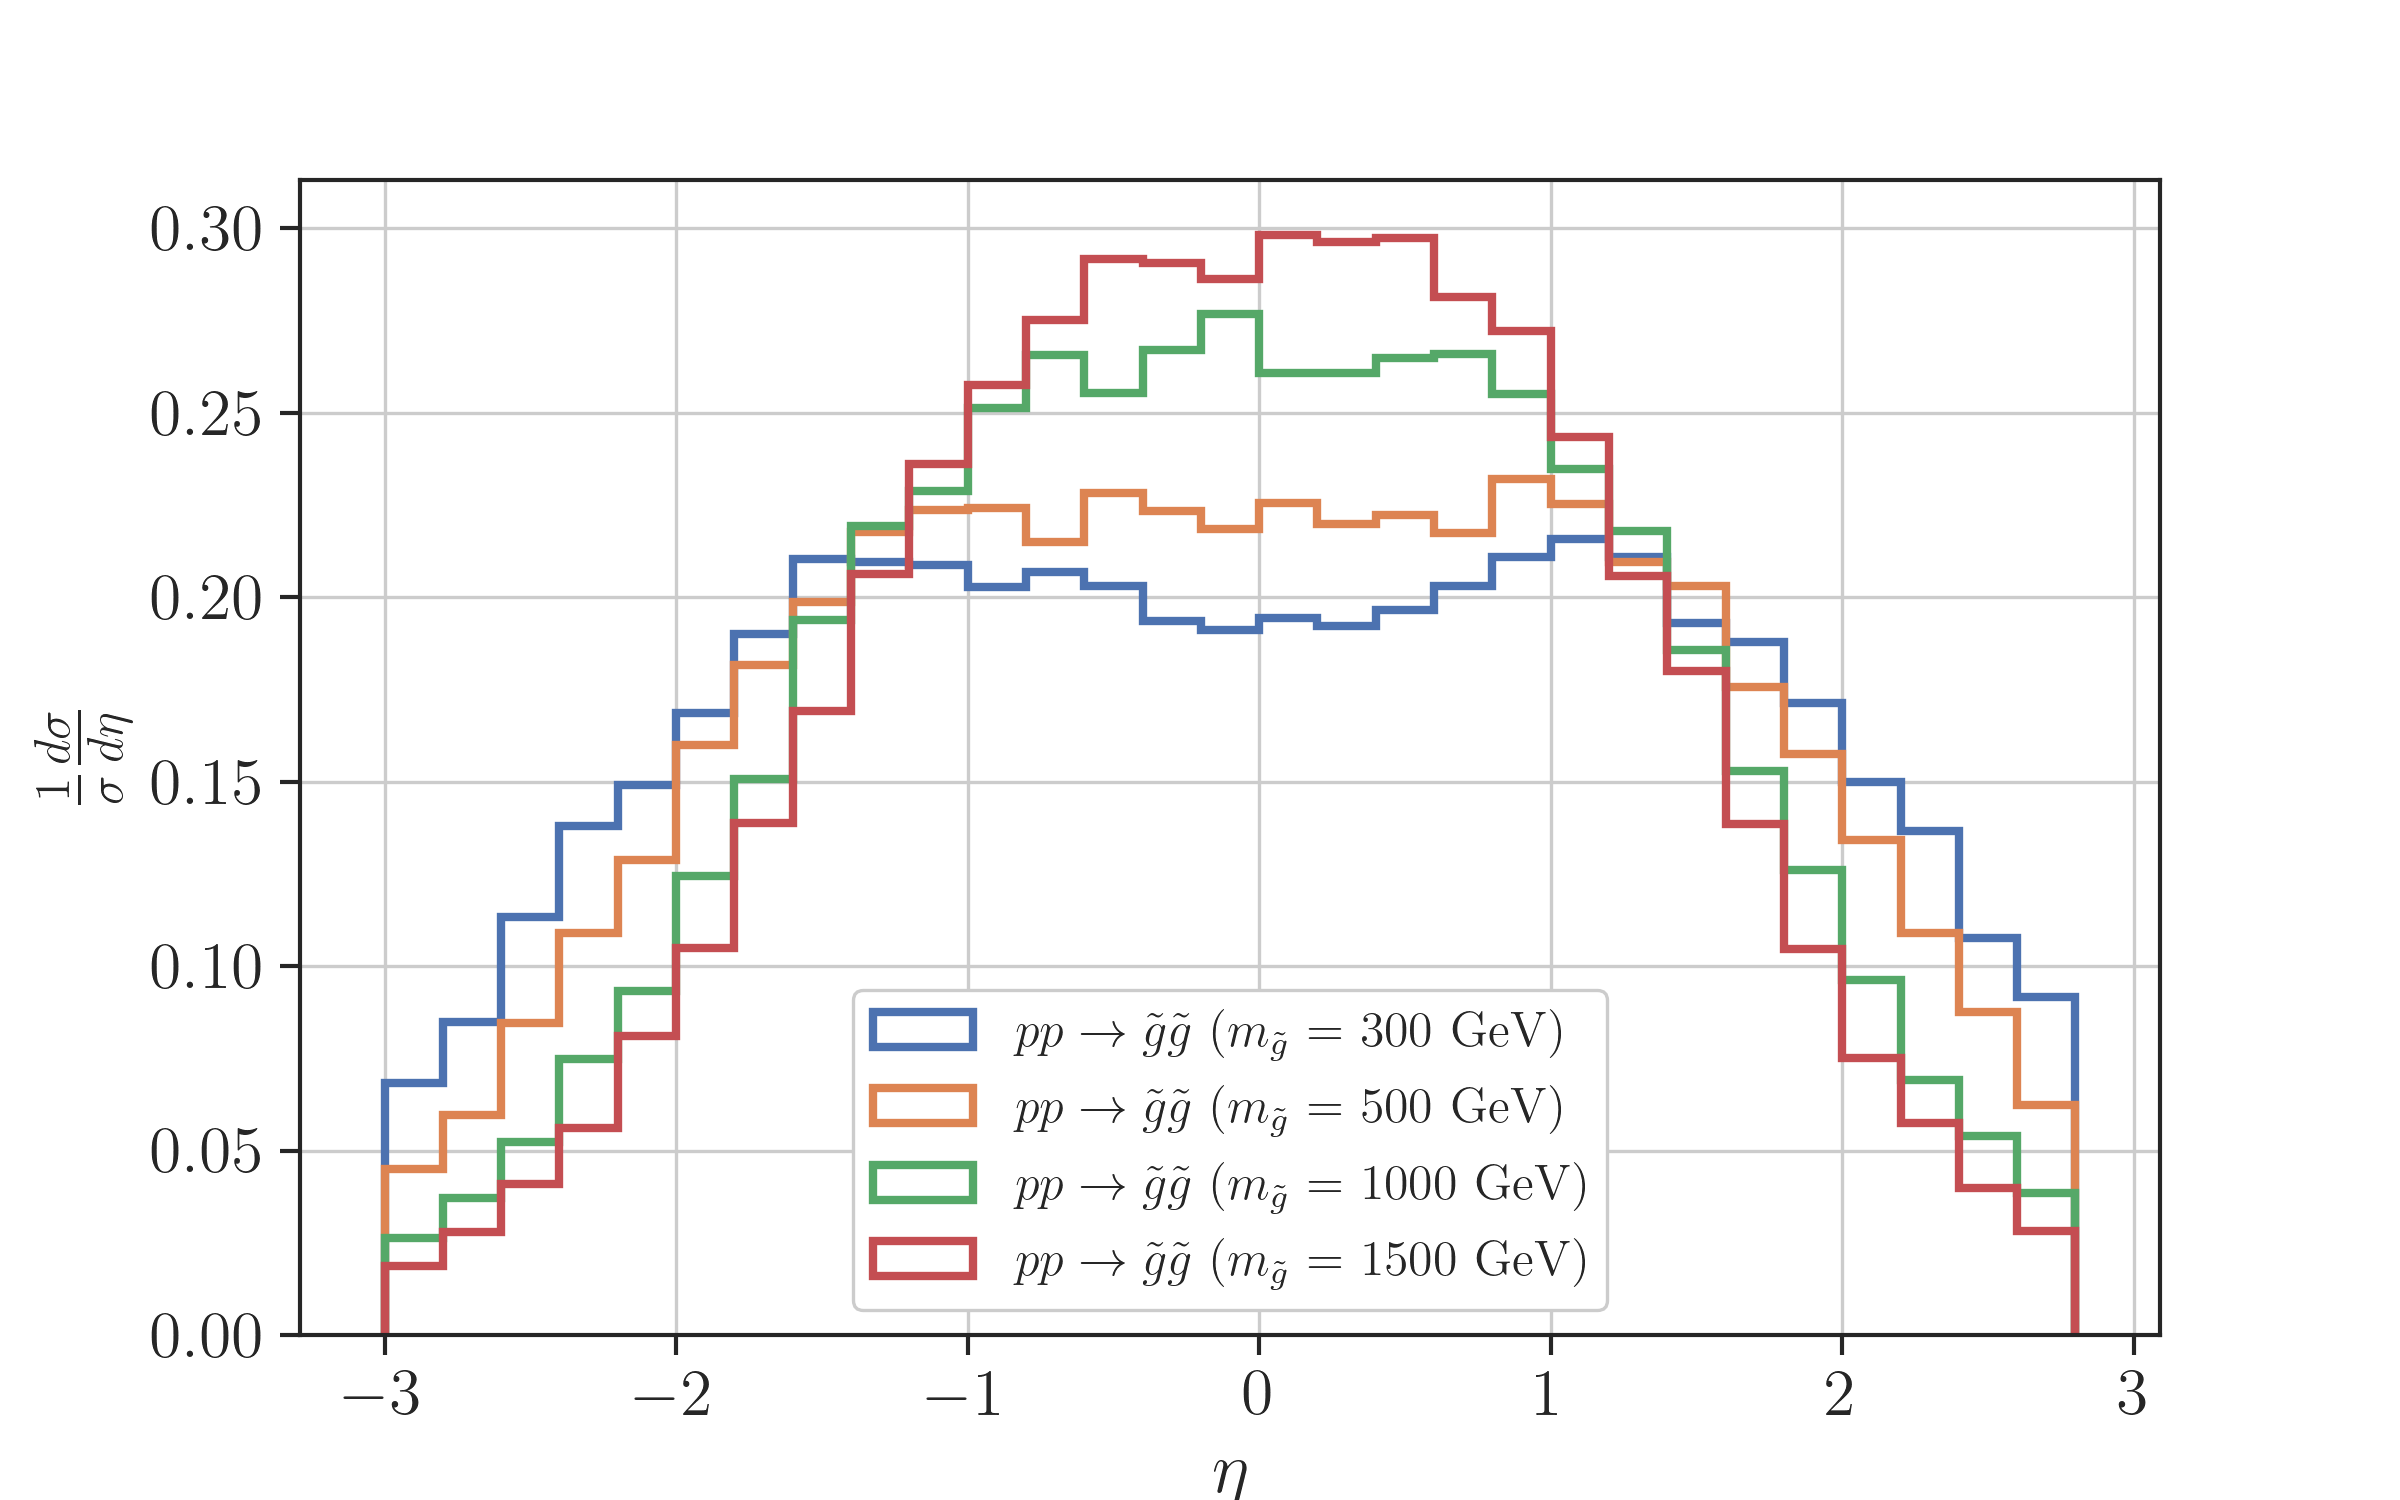 0.30
0.25
0.20
0.15
0.10
0.05
0.00
1/σ dσ/dη
pp → g̃g̃ (m_g̃ = 300 GeV)
pp → g̃g̃ (m_g̃ = 500 GeV)
pp → g̃g̃ (m_g̃ = 1000 GeV)
pp → g̃g̃ (m_g̃ = 1500 GeV)
−3 −2 −1 0 1 2 3
η